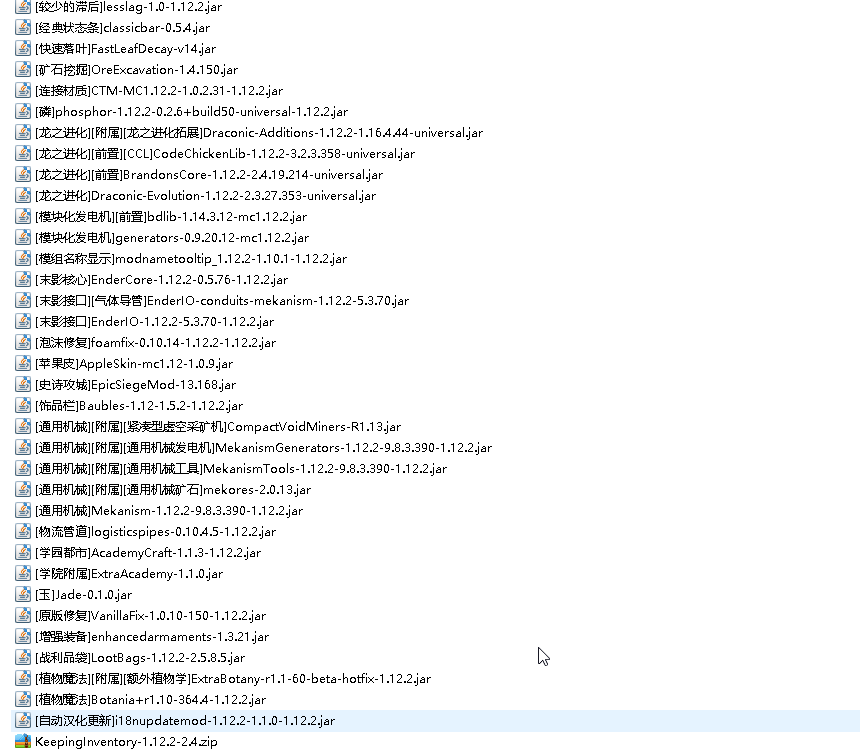 [较少的滞后]lesslag-1.0-1.12.2.jar
[经典状态条]classicbar-0.5.4.jar
[快速落叶]FastLeafDecay-v14.jar
[矿石挖掘]OreExcavation-1.4.150.jar
[连接材质]CTM-MC1.12.2-1.0.2.31-1.12.2.jar
[磷]phosphor-1.12.2-0.2.6+build50-universal-1.12.2.jar
[龙之进化][附属][龙之进化拓展]Draconic-Additions-1.12.2-1.16.4.44-universal.jar
[龙之进化][前置][CCL]CodeChickenLib-1.12.2-3.2.3.358-universal.jar
[龙之进化][前置]BrandonsCore-1.12.2-2.4.19.214-universal.jar
[龙之进化]Draconic-Evolution-1.12.2-2.3.27.353-universal.jar
[模块化发电机][前置]bdlib-1.14.3.12-mc1.12.2.jar
[模块化发电机]generators-0.9.20.12-mc1.12.2.jar
[模组名称显示]modnametooltip_1.12.2-1.10.1-1.12.2.jar
[末影核心]EnderCore-1.12.2-0.5.76-1.12.2.jar
[末影接口][气体导管]EnderIO-conduits-mekanism-1.12.2-5.3.70.jar
[末影接口]EnderIO-1.12.2-5.3.70-1.12.2.jar
[泡沫修复]foamfix-0.10.14-1.12.2-1.12.2.jar
[苹果皮]AppleSkin-mc1.12-1.0.9.jar
[史诗攻城]EpicSiegeMod-13.168.jar
[饰品栏]Baubles-1.12-1.5.2-1.12.2.jar
[通用机械][附属][紧凑型虚空采矿机]CompactVoidMiners-R1.13.jar
[通用机械][附属][通用机械发电机]MekanismGenerators-1.12.2-9.8.3.390-1.12.2.jar
[通用机械][附属][通用机械工具]MekanismTools-1.12.2-9.8.3.390-1.12.2.jar
[通用机械][附属][通用机械矿石]mekores-2.0.13.jar
[通用机械]Mekanism-1.12.2-9.8.3.390-1.12.2.jar
[物流管道]logisticspipes-0.10.4.5-1.12.2.jar
[学园都市]AcademyCraft-1.1.3-1.12.2.jar
[学院附属]ExtraAcademy-1.1.0.jar
[玉]Jade-0.1.0.jar
[原版修复]VanillaFix-1.0.10-150-1.12.2.jar
[增强装备]enhancedarmaments-1.3.21.jar
[战利品袋]LootBags-1.12.2-2.5.8.5.jar
[植物魔法][附属][额外植物学]ExtraBotany-r1.1-60-beta-hotfix-1.12.2.jar
[植物魔法]Botania+r1.10-364.4-1.12.2.jar
[自动汉化更新]i18nupdatemod-1.12.2-1.1.0-1.12.2.jar
KeepingInventory-1.12.2-2.4.zip